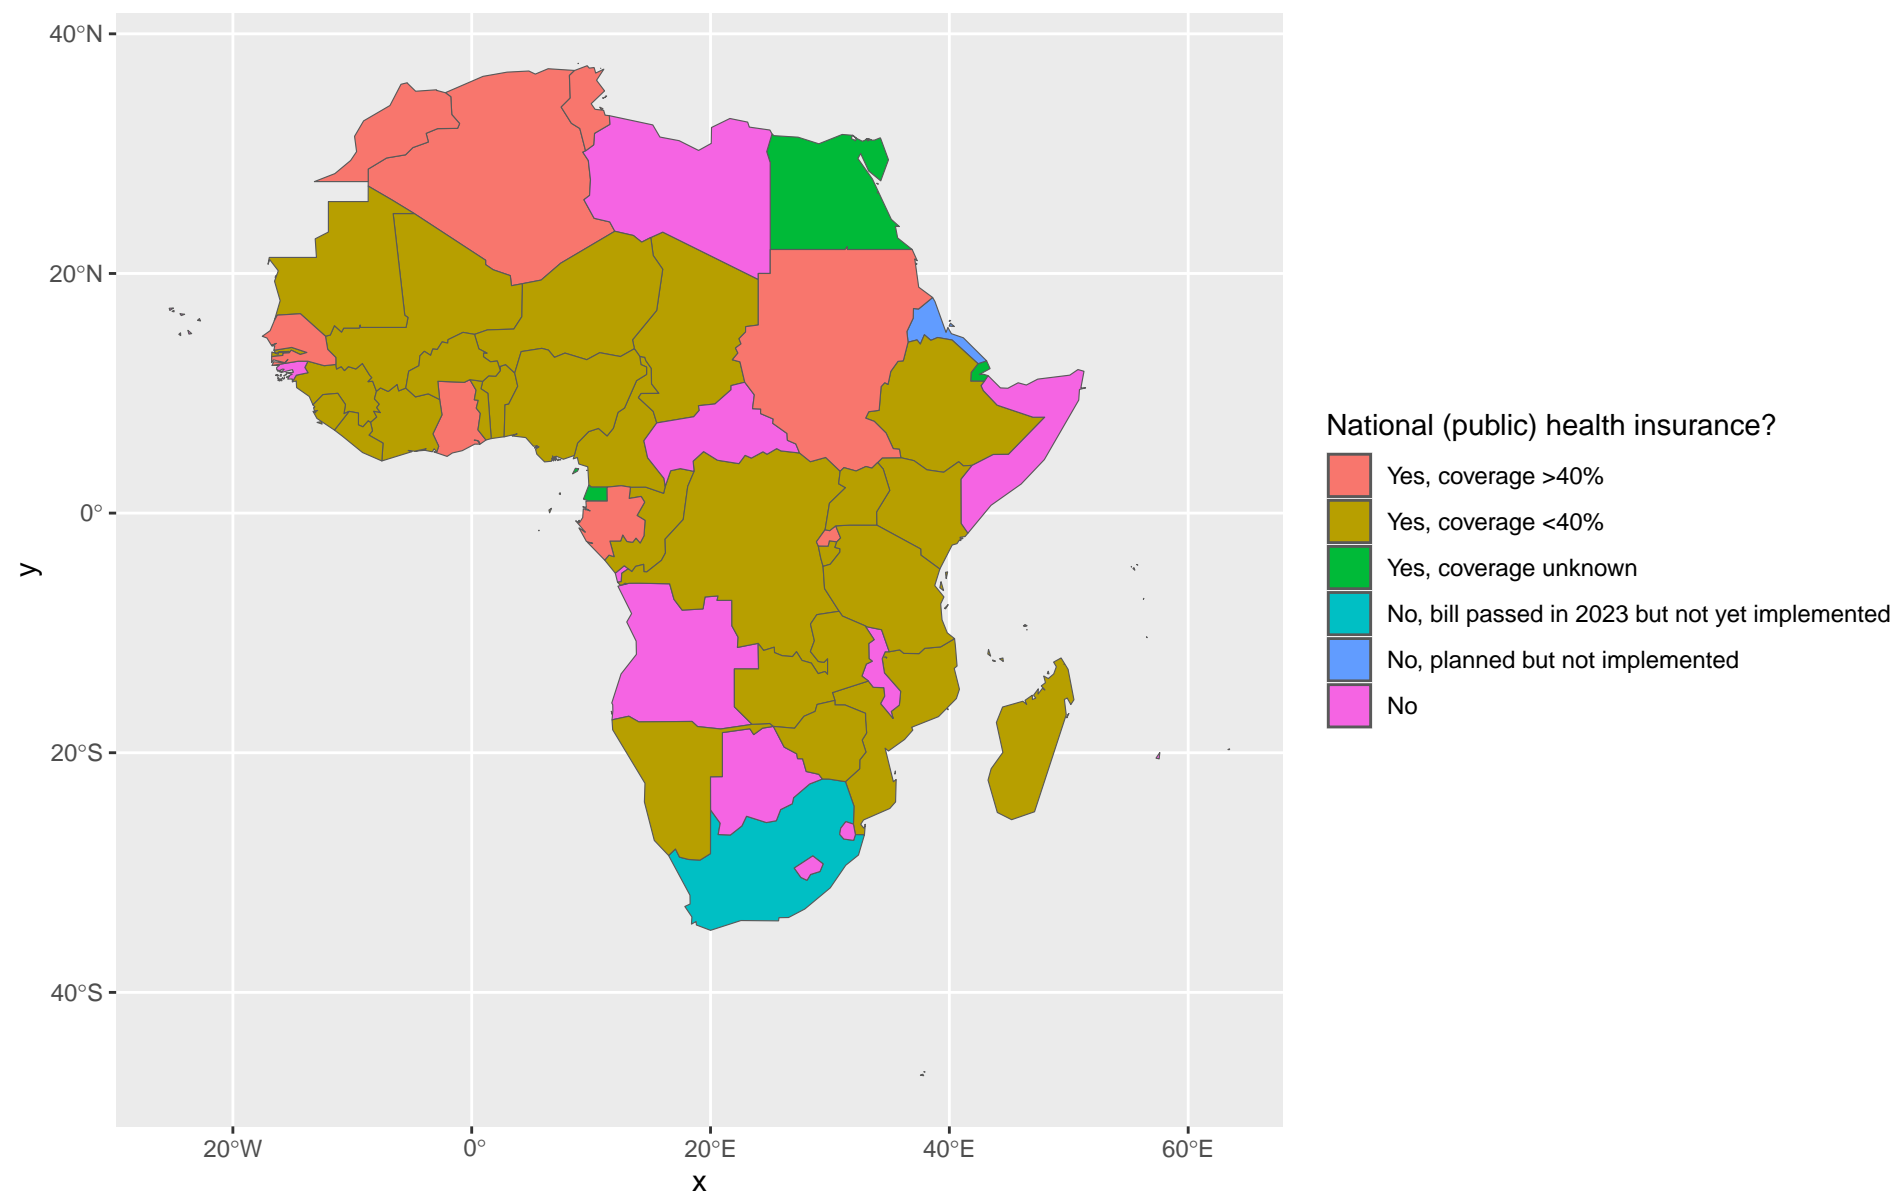 40°N
20°N
0°
20°S
40°S
y
20°W
0°
20°E
40°E
60°E
x
National (public) health insurance?
Yes, coverage >40%
Yes, coverage <40%
Yes, coverage unknown
No, bill passed in 2023 but not yet implemented
No, planned but not implemented
No